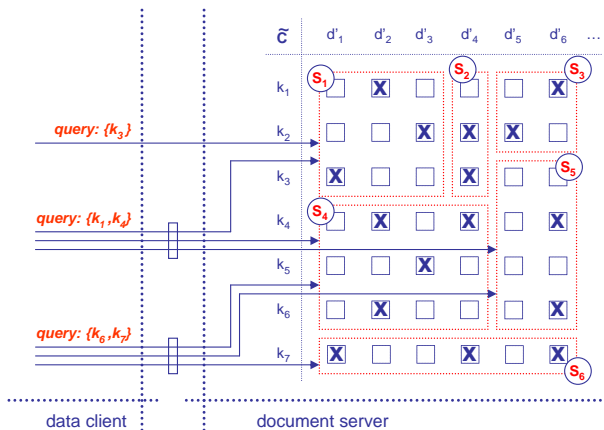 C̃ d'1 d'2 d'3 d'4 d'5 d'6 ...
S1 S2 S3
k1 X X
query: {k3} k2 X X X
S5
k3 X X
query: {k1,k4} S4
k4 X X X
k5 X
k6 X X
query: {k6,k7}
k7 X X X
S6
data client document server